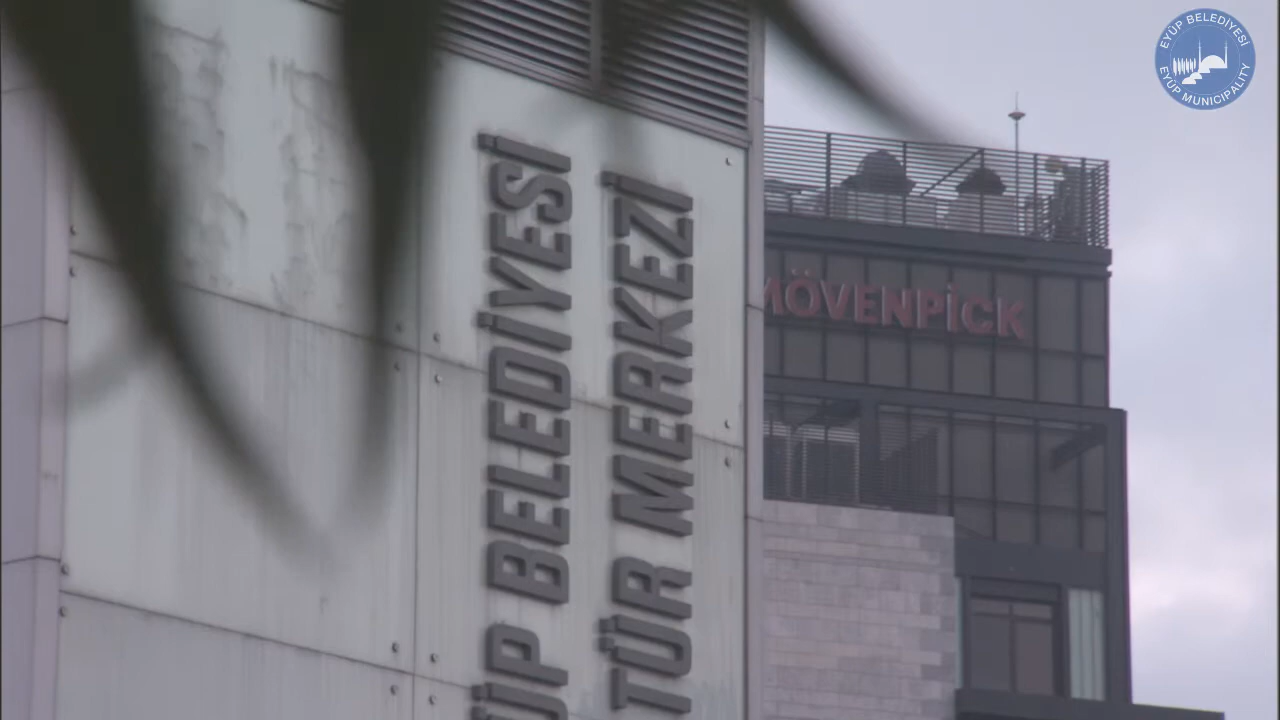 ÜP BELEDİYESİ
TÜR MERKEZİ
MÖVENPİCK
EYÜP BELEDİYESİ
EYÜP MUNICIPALITY